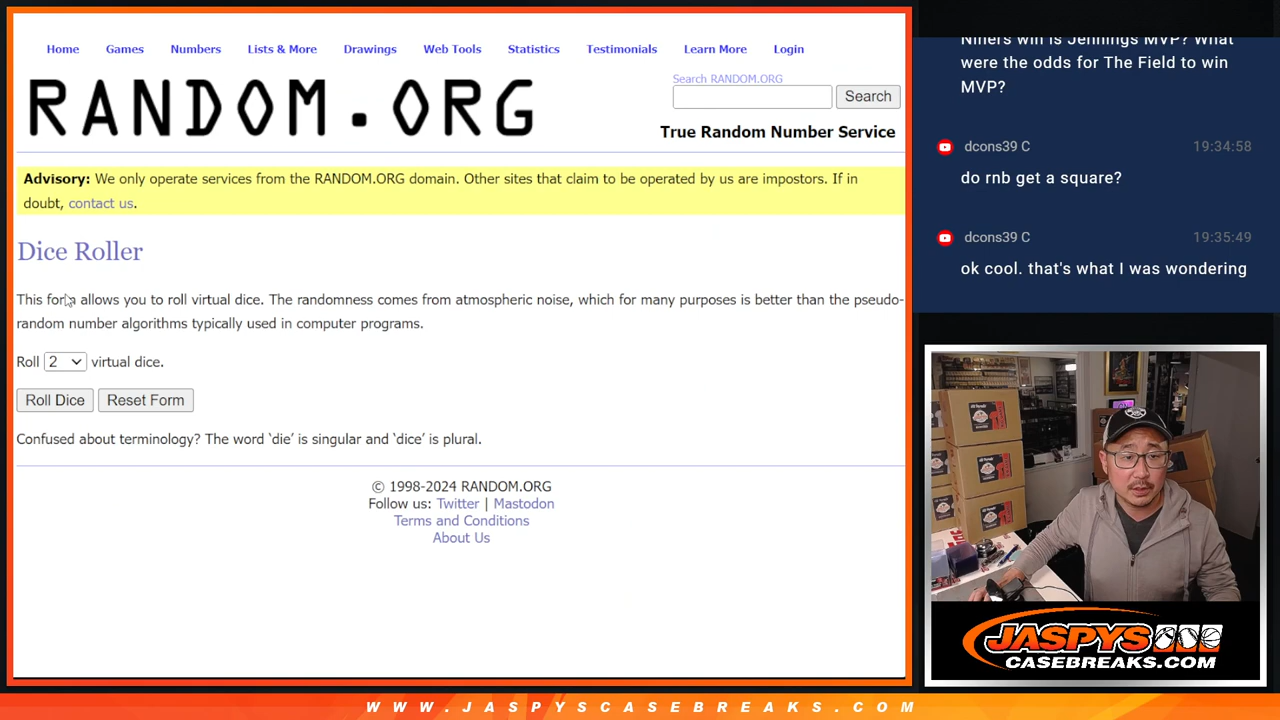 Home Games Numbers Lists & More Drawings Web Tools Statistics Testimonials Learn More Login
RANDOM.ORG
Search RANDOM.ORG
Search
True Random Number Service
Advisory: We only operate services from the RANDOM.ORG domain. Other sites that claim to be operated by us are impostors. If in
doubt, contact us.
Dice Roller
This form allows you to roll virtual dice. The randomness comes from atmospheric noise, which for many purposes is better than the pseudo-
random number algorithms typically used in computer programs.
Roll 2 virtual dice.
Roll Dice Reset Form
Confused about terminology? The word ‘die’ is singular and ‘dice’ is plural.
© 1998-2024 RANDOM.ORG
Follow us: Twitter | Mastodon
Terms and Conditions
About Us
Niners win is Jennings MVP? What
were the odds for The Field to win
MVP?
dcons39 C 19:34:58
do rnb get a square?
dcons39 C 19:35:49
ok cool. that's what I was wondering
JASPYS
CASEBREAKS.COM
WWW.JASPYSCASEBREAKS.COM